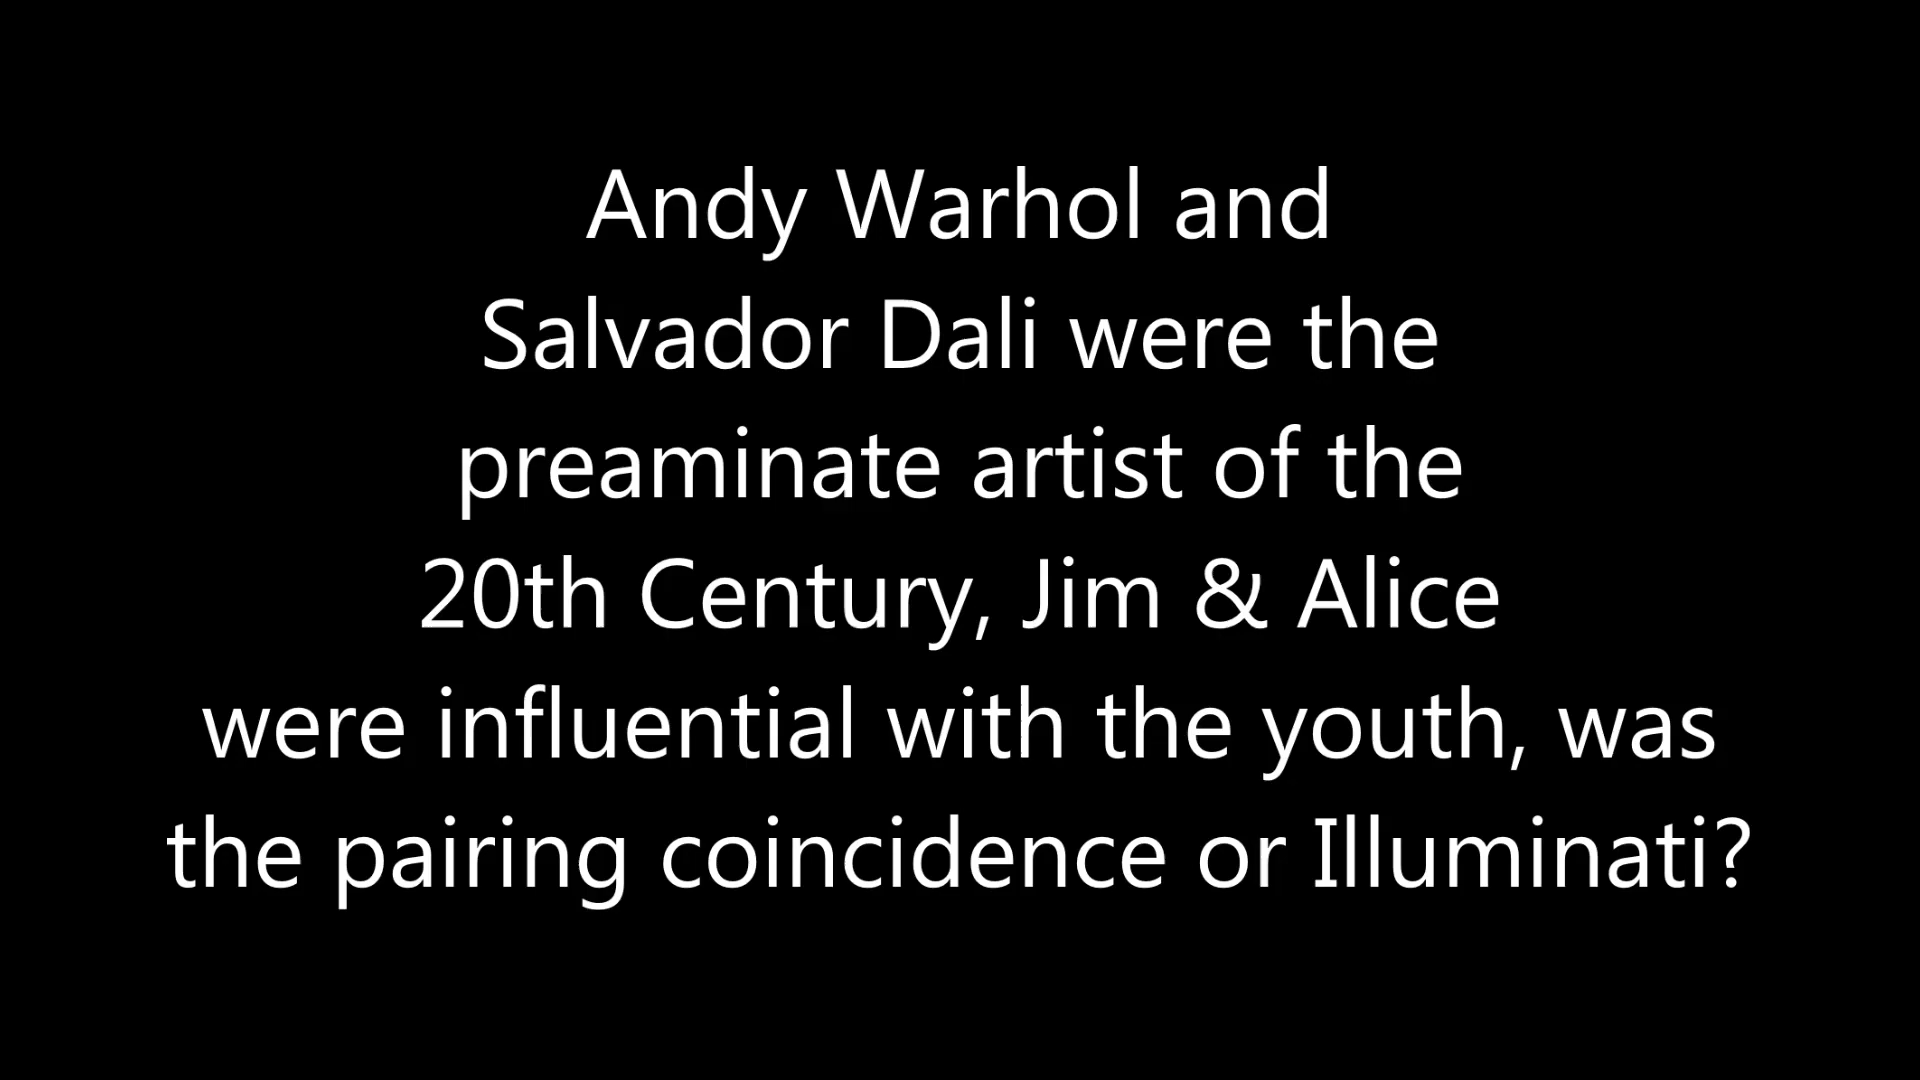 Andy Warhol and
Salvador Dali were the
preaminate artist of the
20th Century, Jim & Alice
were influential with the youth, was
the pairing coincidence or Illuminati?